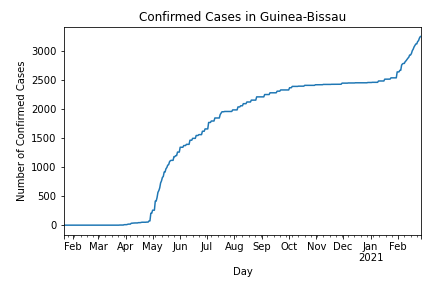 Confirmed Cases in Guinea-Bissau
Number of Confirmed Cases
3000
2500
2000
1500
1000
500
0
Feb Mar Apr May Jun Jul Aug Sep Oct Nov Dec Jan Feb
2021
Day